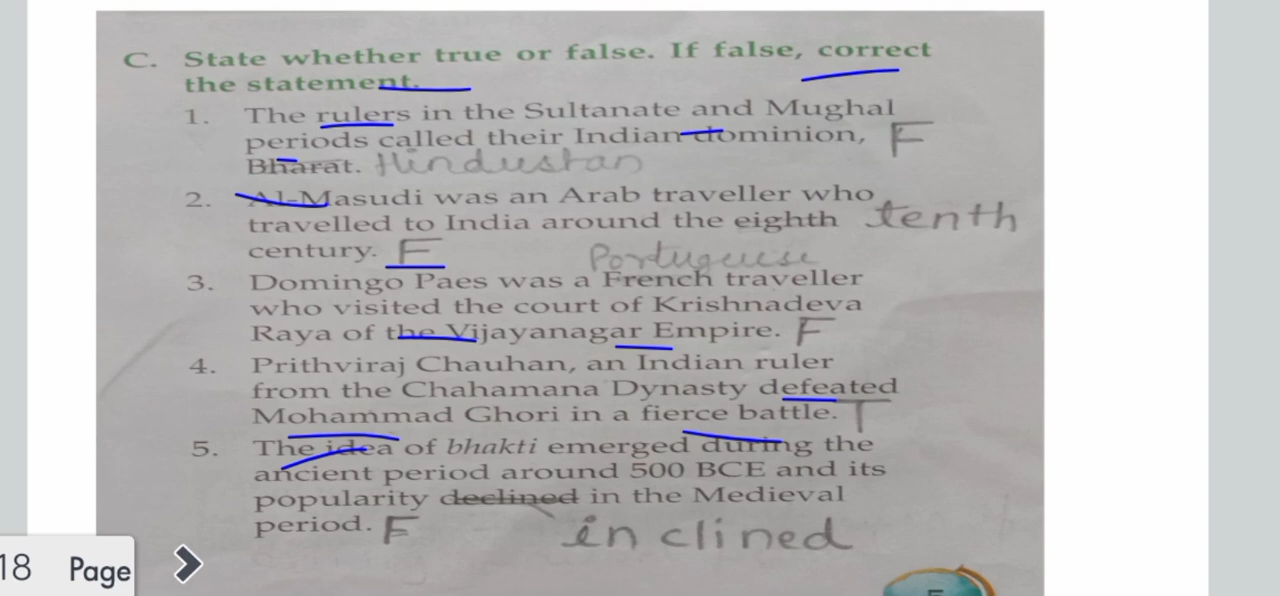 C. State whether true or false. If false, correct
the statement.
1. The rulers in the Sultanate and Mughal
periods called their Indian dominion, F
Bharat. Hindustan
2. Al-Masudi was an Arab traveller who
travelled to India around the eighth tenth
century. F Portuguese
3. Domingo Paes was a French traveller
who visited the court of Krishnadeva
Raya of the Vijayanagar Empire. F
4. Prithviraj Chauhan, an Indian ruler
from the Chahamana Dynasty defeated
Mohammad Ghori in a fierce battle. T
5. The idea of bhakti emerged during the
ancient period around 500 BCE and its
popularity declined in the Medieval
period. F in clined
18 Page